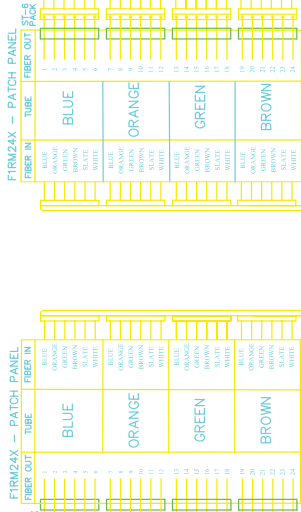 ST-6
PACK
F1RM24X – PATCH PANEL
FIBER OUT
1 2 3 4 5 6 7 8 9 10 11 12 13 14 15 16 17 18 19 20 21 22 23 24
TUBE
BLUE ORANGE GREEN BROWN
FIBER IN
BLUE ORANGE GREEN BROWN SLATE WHITE BLUE ORANGE GREEN BROWN SLATE WHITE BLUE ORANGE GREEN BROWN SLATE WHITE BLUE ORANGE GREEN BROWN SLATE WHITE
F1RM24X – PATCH PANEL
FIBER IN
BLUE ORANGE GREEN BROWN SLATE WHITE BLUE ORANGE GREEN BROWN SLATE WHITE BLUE ORANGE GREEN BROWN SLATE WHITE BLUE ORANGE GREEN BROWN SLATE WHITE
TUBE
BLUE ORANGE GREEN BROWN
FIBER OUT
1 2 3 4 5 6 7 8 9 10 11 12 13 14 15 16 17 18 19 20 21 22 23 24